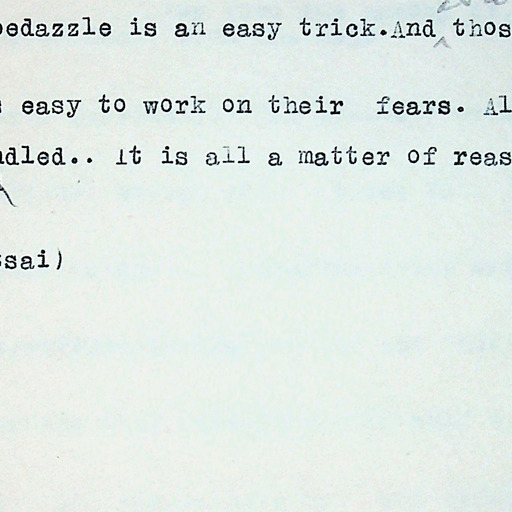 bedazzle is an easy trick.And thos
easy to work on their fears. Al
ndled.. It is all a matter of reas
ssai)